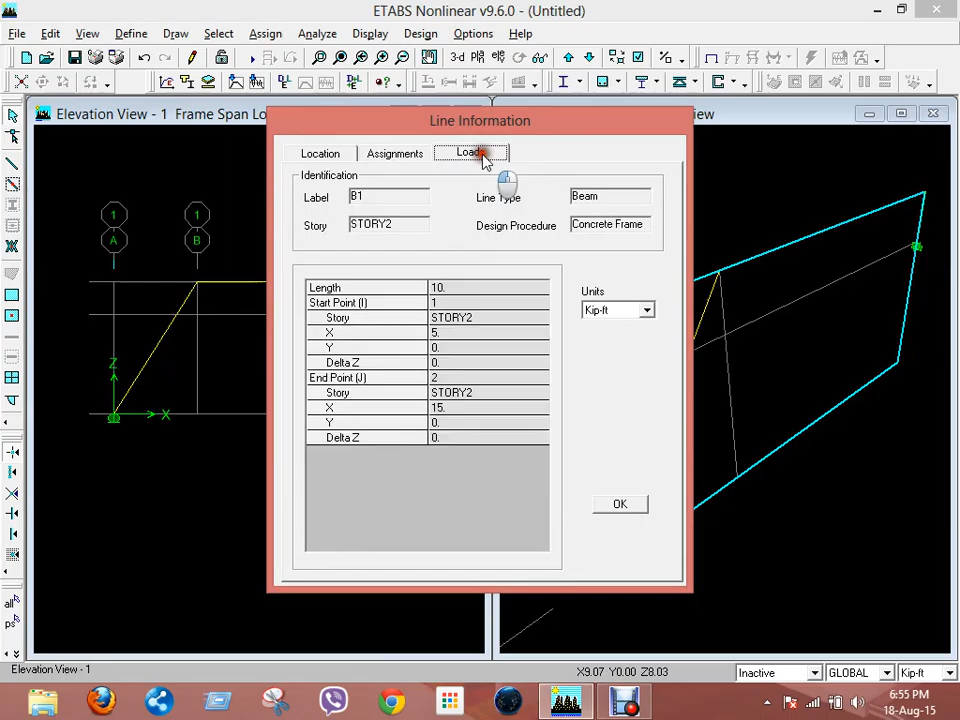 ETABS Nonlinear v9.6.0 - (Untitled)
File Edit View Define Draw Select Assign Analyze Display Design Options Help
3-d
Elevation View - 1 Frame Span Lo
Line Information
iew
Location Assignments Loads
Identification
Label B1 Line Type Beam
Story STORY2 Design Procedure Concrete Frame
Length 10.
Start Point (I) 1
Story STORY2
X 5.
Y 0.
Delta Z 0.
End Point (J) 2
Story STORY2
X 15.
Y 0.
Delta Z 0.
Units
Kip-ft
OK
1 1
A B
Z
X
all
ps
Elevation View - 1
X9.07 Y0.00 Z8.03
Inactive
GLOBAL
Kip-ft
6:55 PM
18-Aug-15